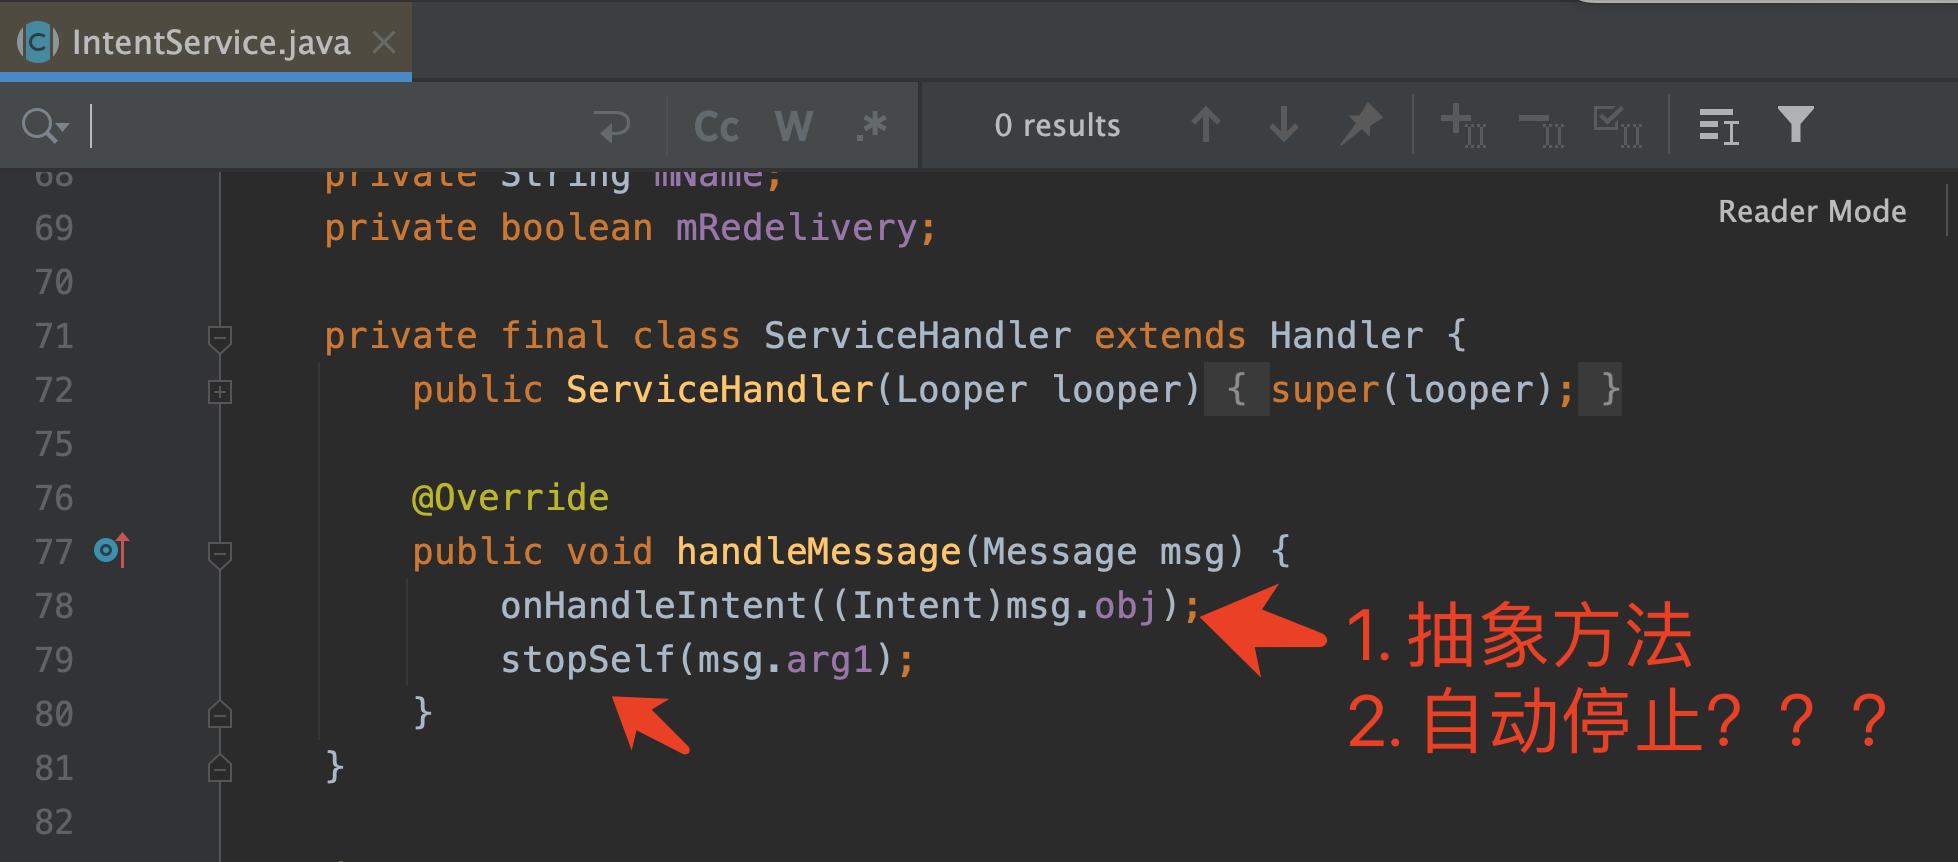 IntentService.java
Cc W .*
0 results
68 private String mName;
69 private boolean mRedelivery;
Reader Mode
70
71 private final class ServiceHandler extends Handler {
72 public ServiceHandler(Looper looper) { super(looper); }
75
76 @Override
77 public void handleMessage(Message msg) {
78 onHandleIntent((Intent)msg.obj);
1. 抽象方法
79 stopSelf(msg.arg1);
2. 自动停止？？？
80 }
81 }
82